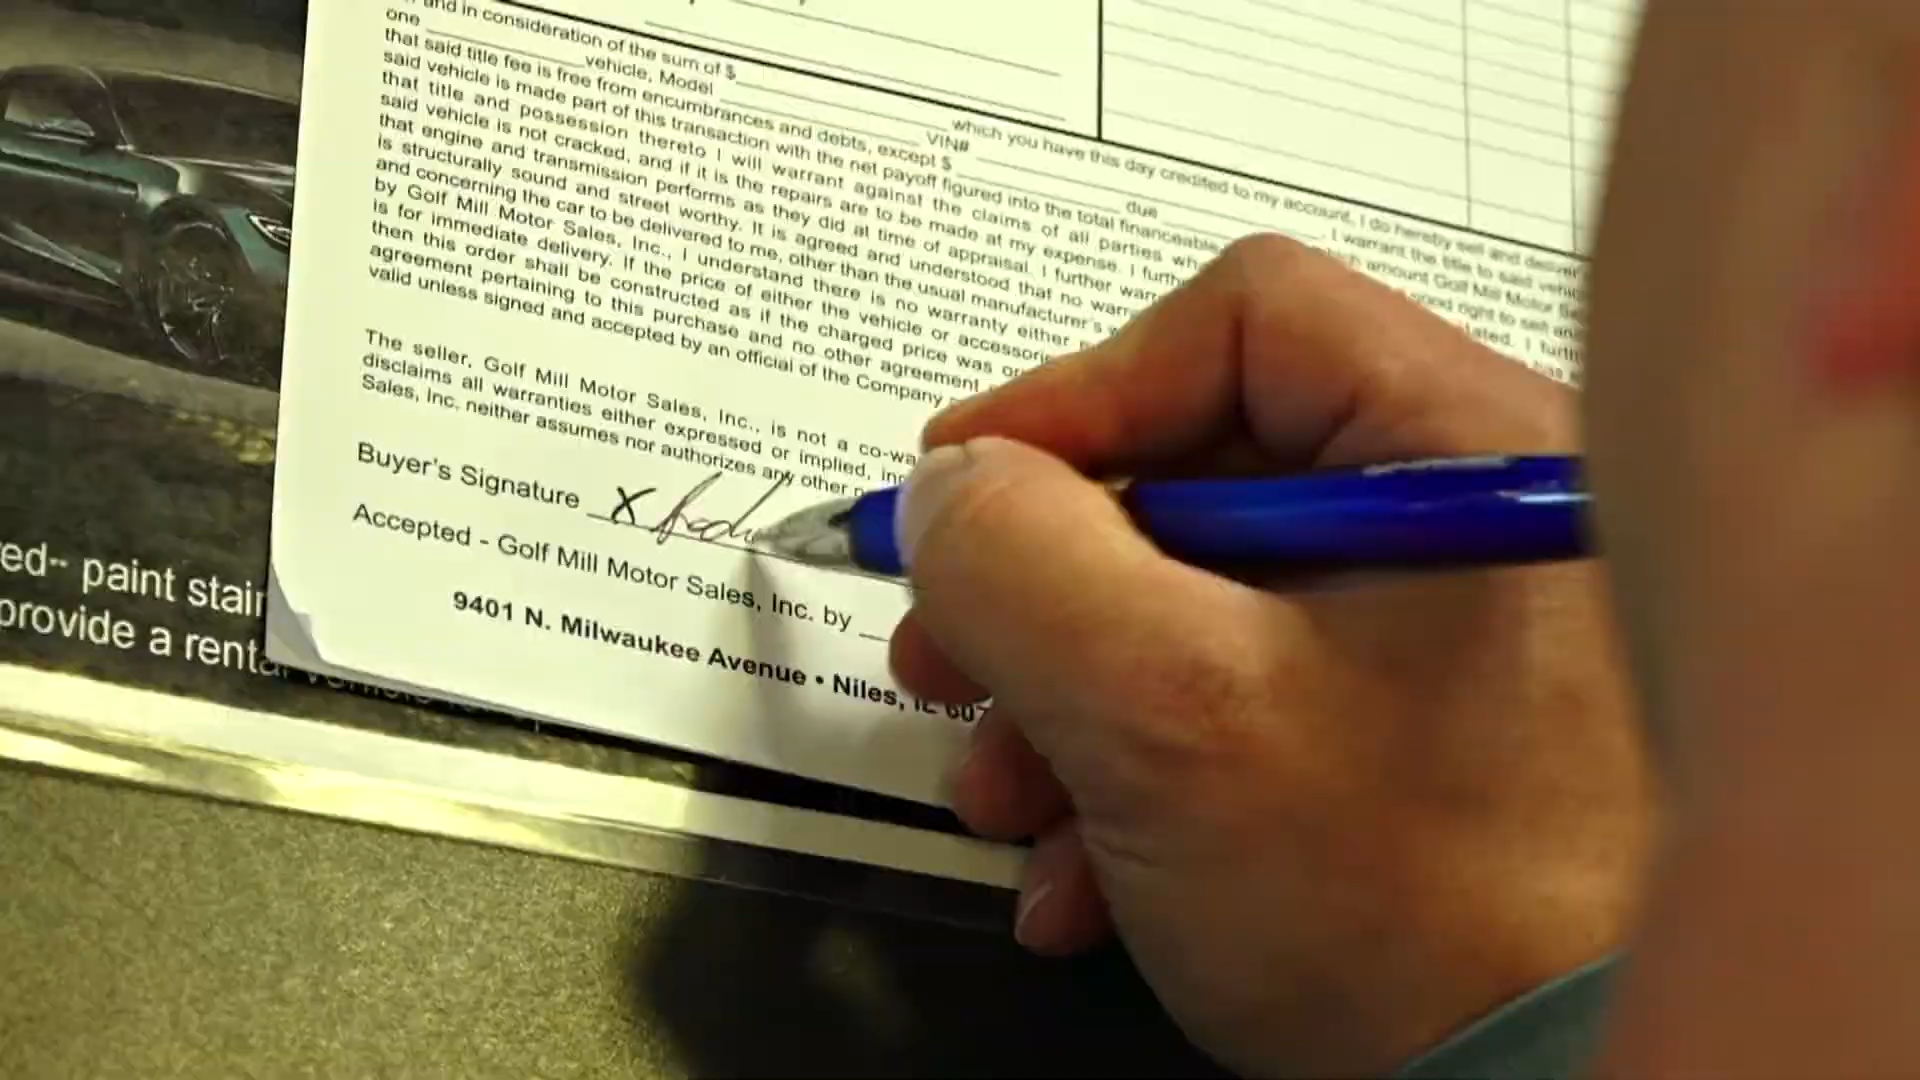 and in consideration of the sum of $
one vehicle, Model VIN# which you have this day credited to my account, I do hereby sell and deliver
that said title fee is free from encumbrances and debts, except $ due . I warrant the title to said
said vehicle is made part of this transaction with the net payoff figured into the total financeable amount Golf Mill Motor
that title and possession thereto I will warrant against the claims of all parties good right to sell
said vehicle is not cracked, and if it is the repairs are to be made at my expense. I
that engine and transmission performs as they did at time of appraisal. I further
is structurally sound and street worthy. It is agreed and understood that no
and concerning the car to be delivered to me, other than the usual manufacturer's
by Golf Mill Motor Sales, Inc., I understand there is no warranty either
is for immediate delivery. If the price of either the vehicle or
then this order shall be constructed as if the charged price was
agreement pertaining to this purchase and no other agreement
valid unless signed and accepted by an official of the Company
The seller, Golf Mill Motor Sales, Inc., is not a
disclaims all warranties either expressed or implied,
Sales, Inc. neither assumes nor authorizes any other
Buyer's Signature X
Accepted - Golf Mill Motor Sales, Inc. by
9401 N. Milwaukee Avenue • Niles, IL 607
ed-- paint stain
provide a rental